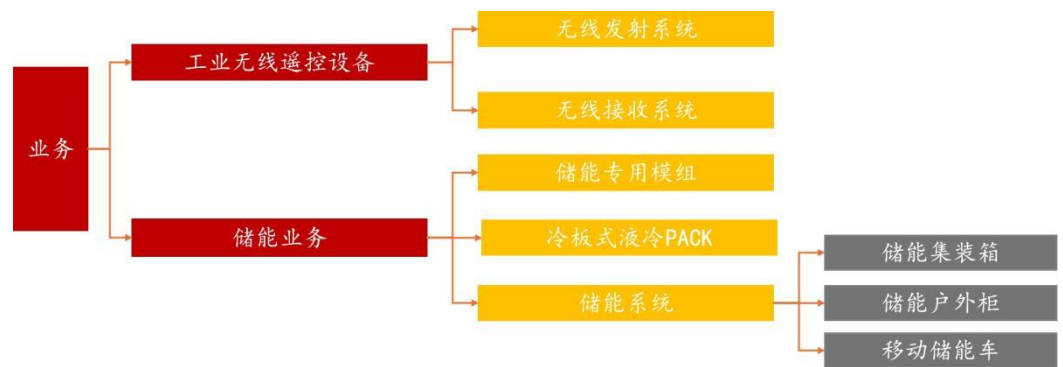 业务
工业无线遥控设备
无线发射系统
无线接收系统
储能业务
储能专用模组
冷板式液冷PACK
储能系统
储能集装箱
储能户外柜
移动储能车